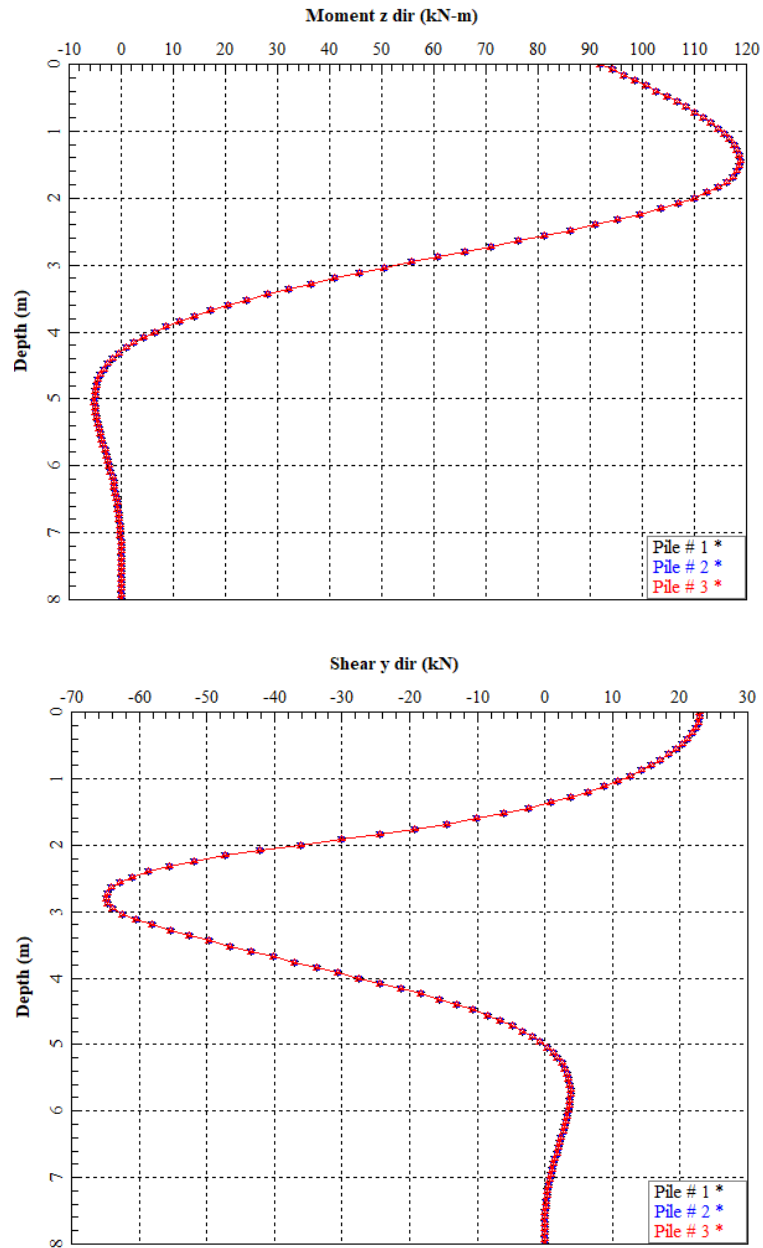 Moment z dir (kN-m)
-10 0 10 20 30 40 50 60 70 80 90 100 110 120
Depth (m)
0
1
2
3
4
5
6
7
8
Pile # 1 *
Pile # 2 *
Pile # 3 *
Shear y dir (kN)
-70 -60 -50 -40 -30 -20 -10 0 10 20 30
Depth (m)
0
1
2
3
4
5
6
7
8
Pile # 1 *
Pile # 2 *
Pile # 3 *